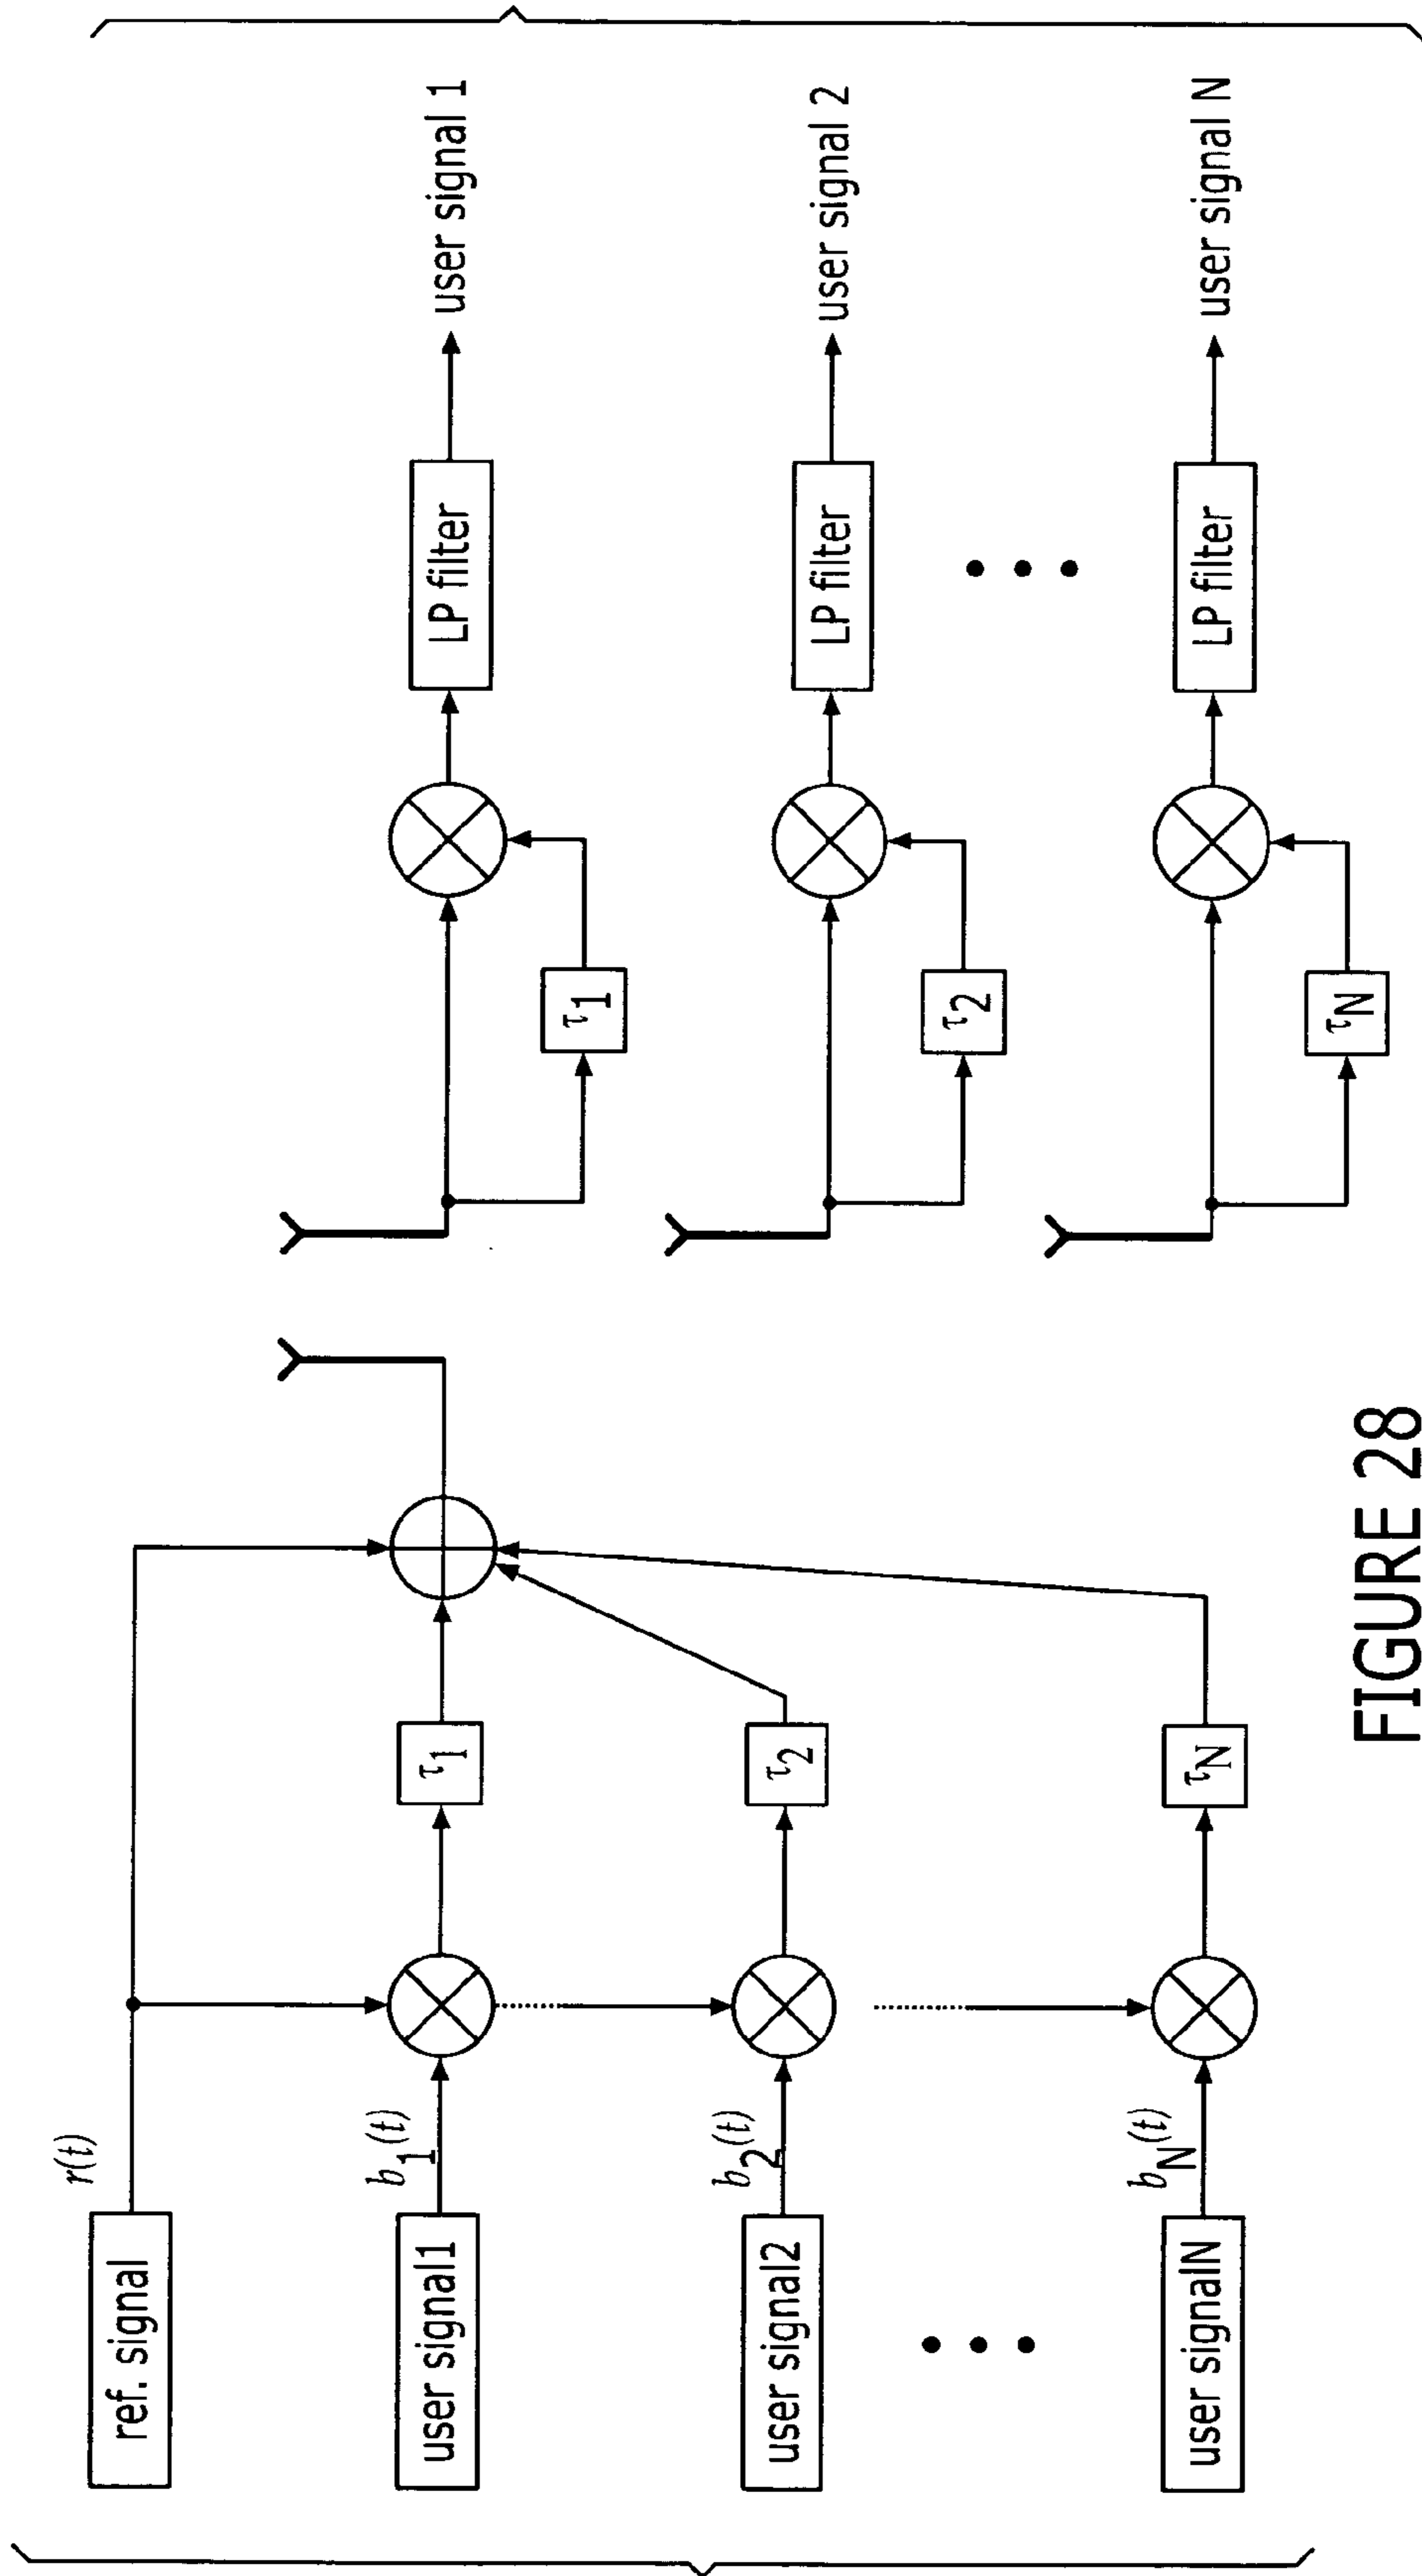 ref. signal
r(t)
user signal1
b1(t)
τ1
user signal2
b2(t)
τ2
user signalN
bN(t)
τN
τ1
LP filter
user signal 1
τ2
LP filter
user signal 2
τN
LP filter
user signal N
FIGURE 28